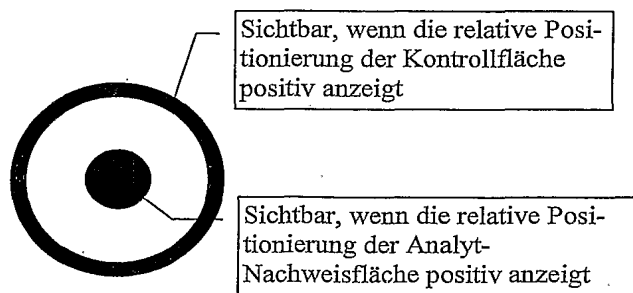 Sichtbar, wenn die relative Posi-
tionierung der Kontrollfläche
positiv anzeigt
Sichtbar, wenn die relative Posi-
tionierung der Analyt-
Nachweisfläche positiv anzeigt